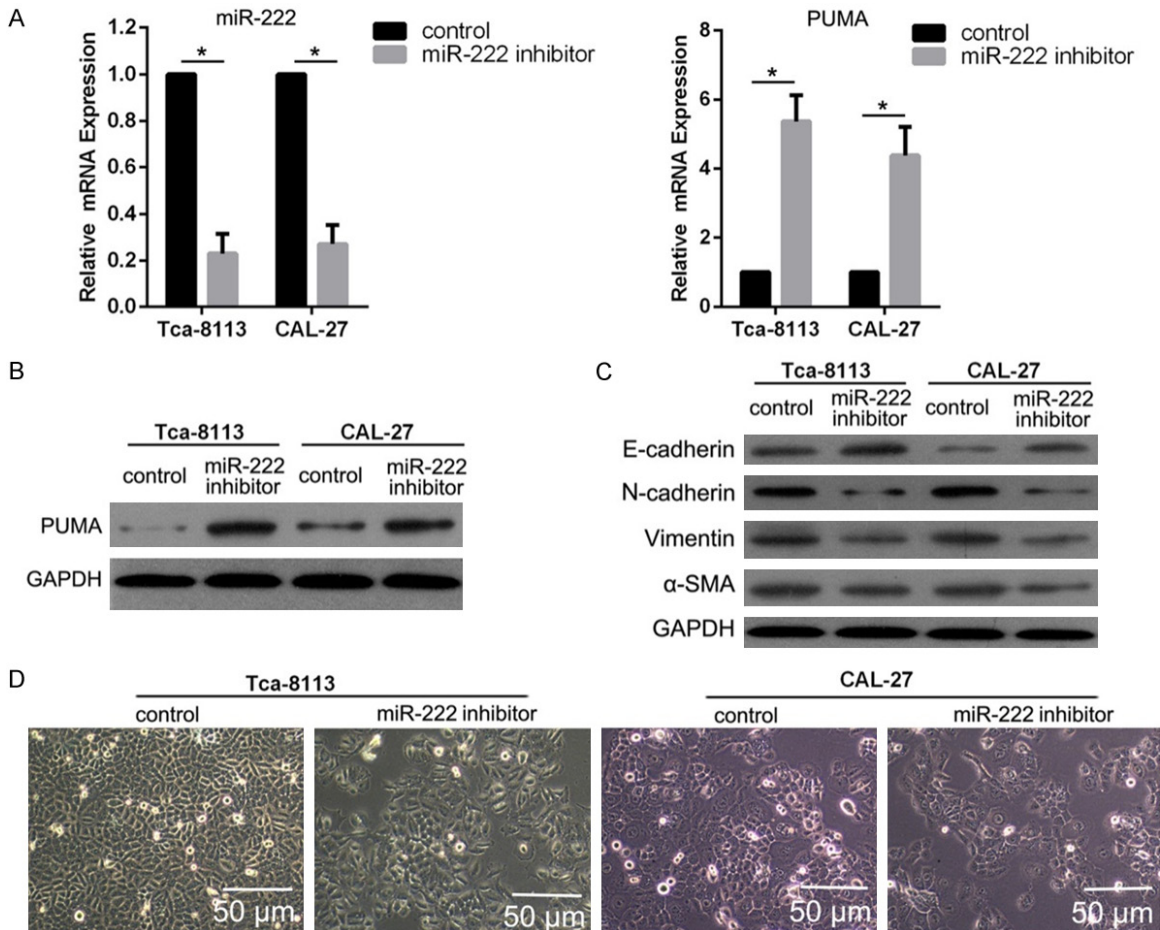 A
miR-222
control
miR-222 inhibitor
Relative mRNA Expression
1.2
1.0
0.8
0.6
0.4
0.2
0.0
*
*
Tca-8113
CAL-27
PUMA
control
miR-222 inhibitor
Relative mRNA Expression
8
6
4
2
0
*
*
Tca-8113
CAL-27
B
Tca-8113
CAL-27
control
miR-222
inhibitor
control
miR-222
inhibitor
PUMA
GAPDH
C
Tca-8113
CAL-27
control
miR-222
inhibitor
control
miR-222
inhibitor
E-cadherin
N-cadherin
Vimentin
α-SMA
GAPDH
D
Tca-8113
CAL-27
control
miR-222 inhibitor
control
miR-222 inhibitor
50 µm
50 µm
50 µm
50 µm